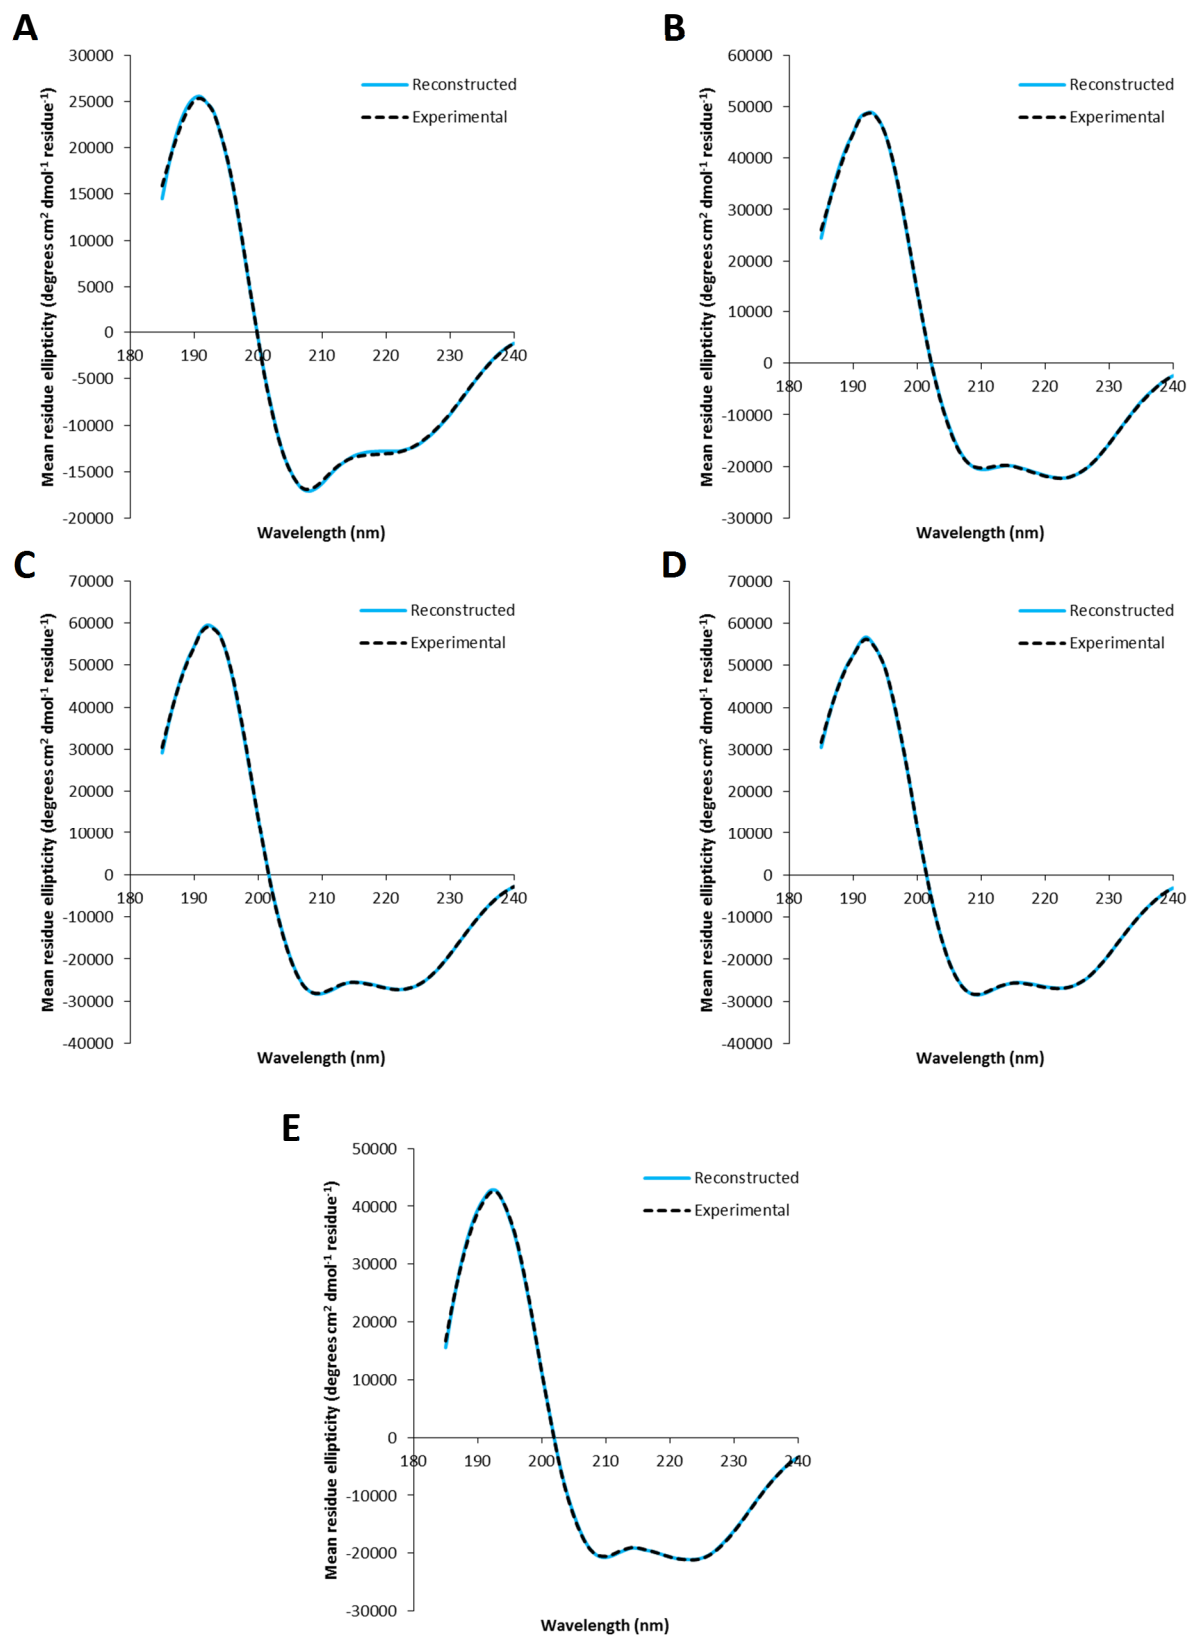 A
Mean residue ellipticity (degrees cm² dmol⁻¹ residue⁻¹)
30000
25000
20000
15000
10000
5000
0
-5000
-10000
-15000
-20000
180 190 200 210 220 230 240
Reconstructed
Experimental
Wavelength (nm)
B
Mean residue ellipticity (degrees cm² dmol⁻¹ residue⁻¹)
60000
50000
40000
30000
20000
10000
0
-10000
-20000
-30000
180 190 200 210 220 230 240
Reconstructed
Experimental
Wavelength (nm)
C
Mean residue ellipticity (degrees cm² dmol⁻¹ residue⁻¹)
70000
60000
50000
40000
30000
20000
10000
0
-10000
-20000
-30000
-40000
180 190 200 210 220 230 240
Reconstructed
Experimental
Wavelength (nm)
D
Mean residue ellipticity (degrees cm² dmol⁻¹ residue⁻¹)
70000
60000
50000
40000
30000
20000
10000
0
-10000
-20000
-30000
-40000
180 190 200 210 220 230 240
Reconstructed
Experimental
Wavelength (nm)
E
Mean residue ellipticity (degrees cm² dmol⁻¹ residue⁻¹)
50000
40000
30000
20000
10000
0
-10000
-20000
-30000
180 190 200 210 220 230 240
Reconstructed
Experimental
Wavelength (nm)